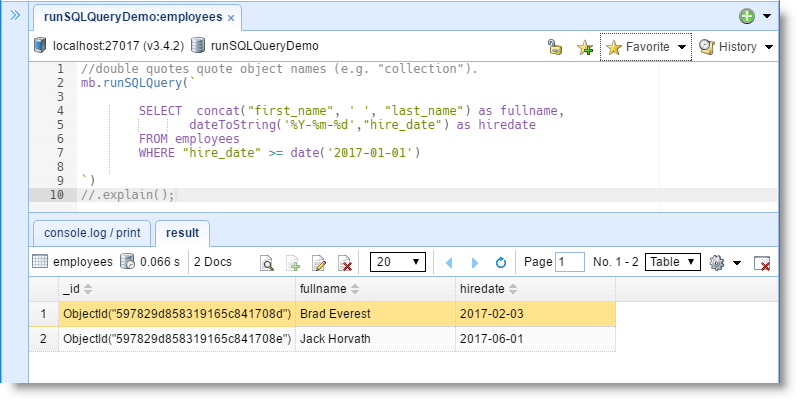 runSQLQueryDemo:employees ×
localhost:27017 (v3.4.2) runSQLQueryDemo Favorite History
1 //double quotes quote object names (e.g. "collection").
2 mb.runSQLQuery(`
3
4 SELECT concat("first_name", ' ', "last_name") as fullname,
5 dateToString('%Y-%m-%d',"hire_date") as hiredate
6 FROM employees
7 WHERE "hire_date" >= date('2017-01-01')
8
9 `)
10 //.explain();
console.log / print result
employees 0.066 s 2 Docs 20 Page 1 No. 1 - 2 Table
_id fullname hiredate
1 ObjectId("597829d858319165c841708d") Brad Everest 2017-02-03
2 ObjectId("597829d858319165c841708e") Jack Horvath 2017-06-01